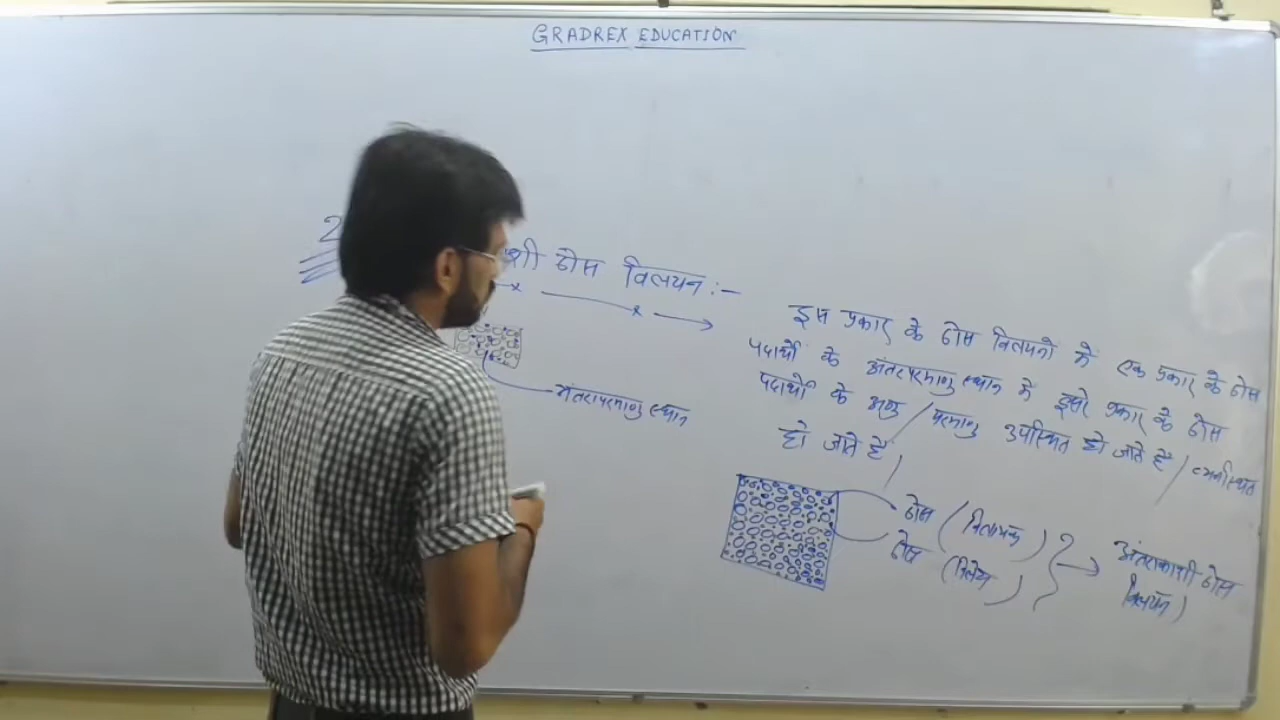 GRADREX EDUCATION
2
शी ठोस विलयन :-
अंतरापरमाणु स्थान
इस प्रकार के ठोस विलयनो मे एक प्रकार के ठोस
पदार्थो के अंतरापरमाणु स्थान मे दूसरे प्रकार के ठोस
पदार्थो के अणु / परमाणु उपस्थित हो जाते है / व्यवस्थित
हो जाते है /
ठोस (विलायक)
ठोस (विलेय)
अंतराकाशी ठोस
विलयन )